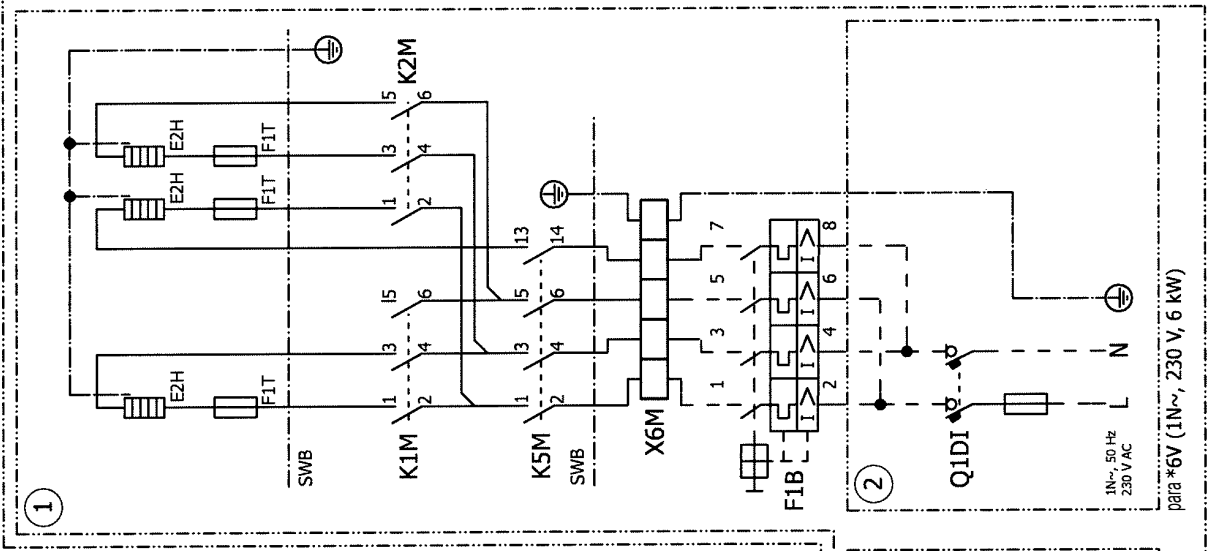 1
K2M
5
6
E2H
F1T
3
4
E2H
F1T
1
2
13
14
5
6
5
6
3
4
3
4
E2H
F1T
1
2
1
2
SWB
K1M
K5M
SWB
X6M
7
5
3
1
F1B
I>
I>
I>
I>
8
6
4
2
2
Q1DI
N
L
1N~, 50 Hz
230 V AC
para *6V (1N~, 230 V, 6 kW)